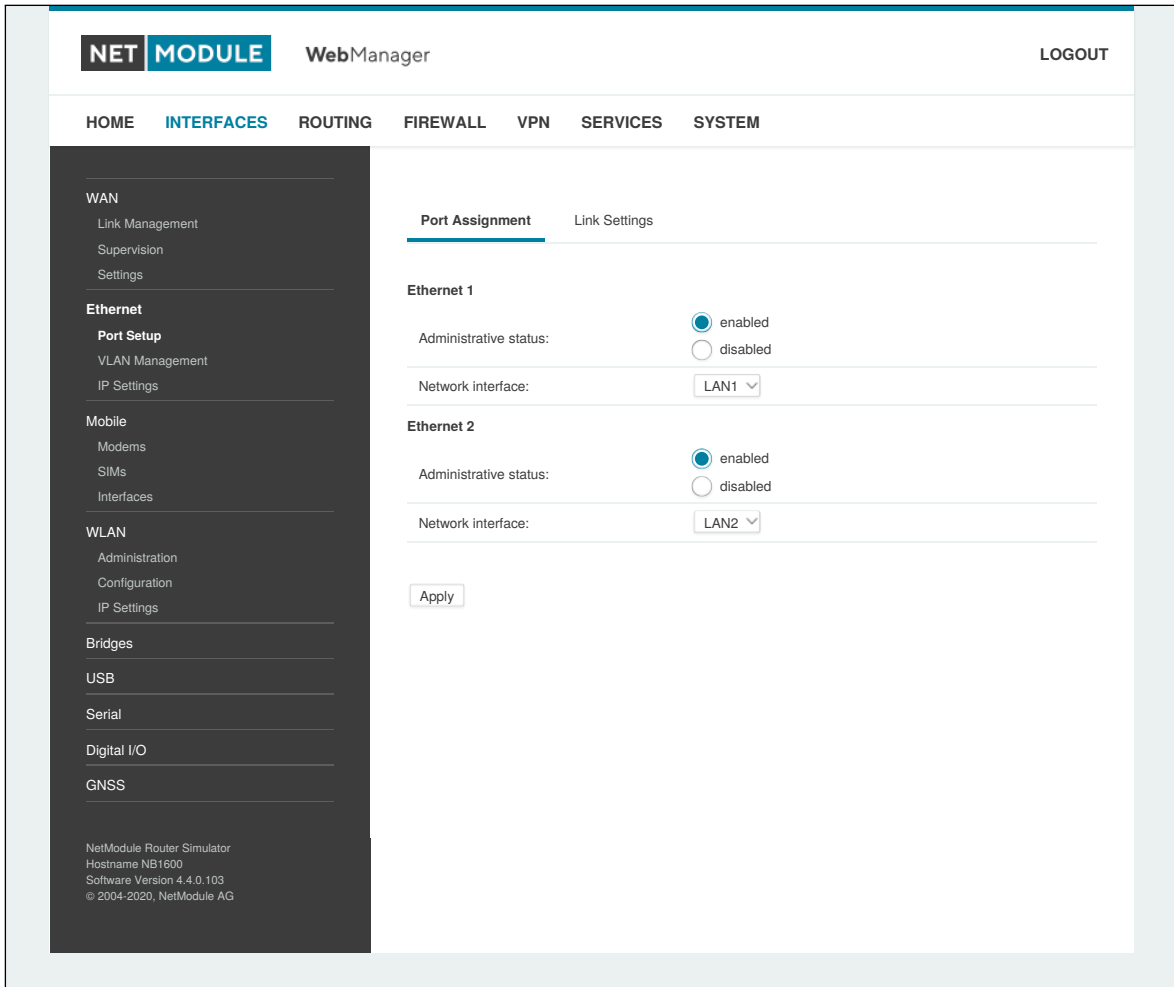 NET MODULE WebManager LOGOUT
HOME INTERFACES ROUTING FIREWALL VPN SERVICES SYSTEM
WAN
Link Management
Supervision
Settings
Ethernet
Port Setup
VLAN Management
IP Settings
Mobile
Modems
SIMs
Interfaces
WLAN
Administration
Configuration
IP Settings
Bridges
USB
Serial
Digital I/O
GNSS
NetModule Router Simulator
Hostname NB1600
Software Version 4.4.0.103
© 2004-2020, NetModule AG
Port Assignment Link Settings
Ethernet 1
Administrative status:
enabled
disabled
Network interface: LAN1
Ethernet 2
Administrative status:
enabled
disabled
Network interface: LAN2
Apply